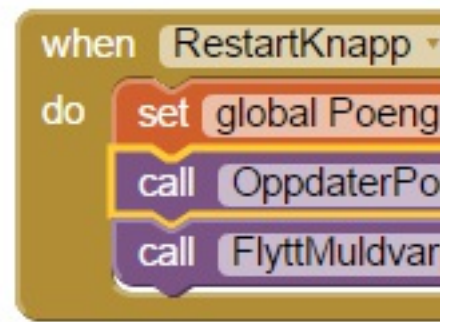 when RestartKnapp
do set global Poeng
call OppdaterPo
call FlyttMuldvar